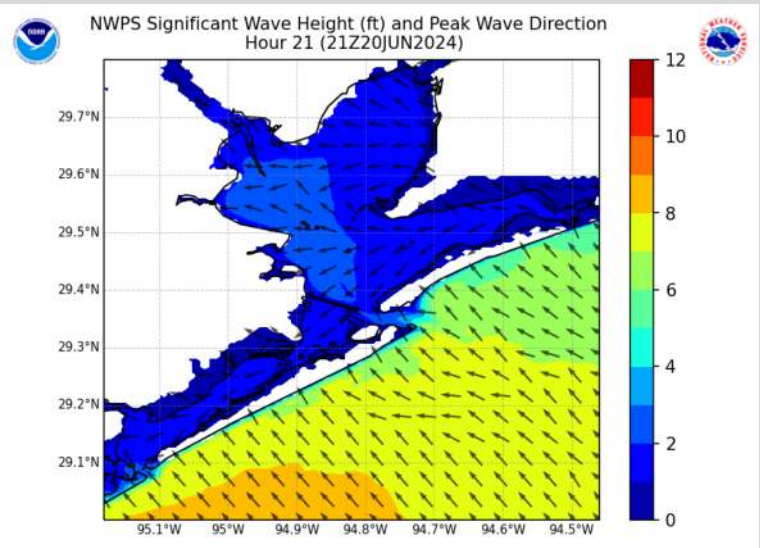 NWPS Significant Wave Height (ft) and Peak Wave Direction
Hour 21 (21Z20JUN2024)
NOAA
12
10
8
6
4
2
0
29.7°N
29.6°N
29.5°N
29.4°N
29.3°N
29.2°N
29.1°N
95.1°W 95°W 94.9°W 94.8°W 94.7°W 94.6°W 94.5°W